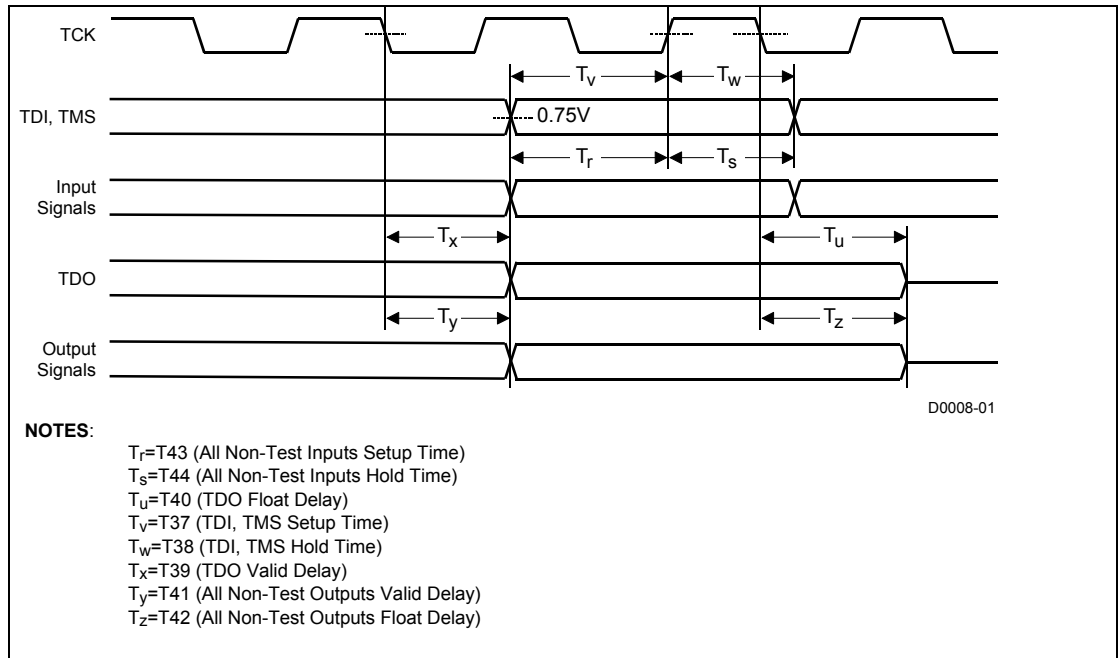 TCK
Tv Tw
TDI, TMS
0.75V
Tr Ts
Input
Signals
Tx Tu
TDO
Ty Tz
Output
Signals
D0008-01
NOTES:
Tr=T43 (All Non-Test Inputs Setup Time)
Ts=T44 (All Non-Test Inputs Hold Time)
Tu=T40 (TDO Float Delay)
Tv=T37 (TDI, TMS Setup Time)
Tw=T38 (TDI, TMS Hold Time)
Tx=T39 (TDO Valid Delay)
Ty=T41 (All Non-Test Outputs Valid Delay)
Tz=T42 (All Non-Test Outputs Float Delay)